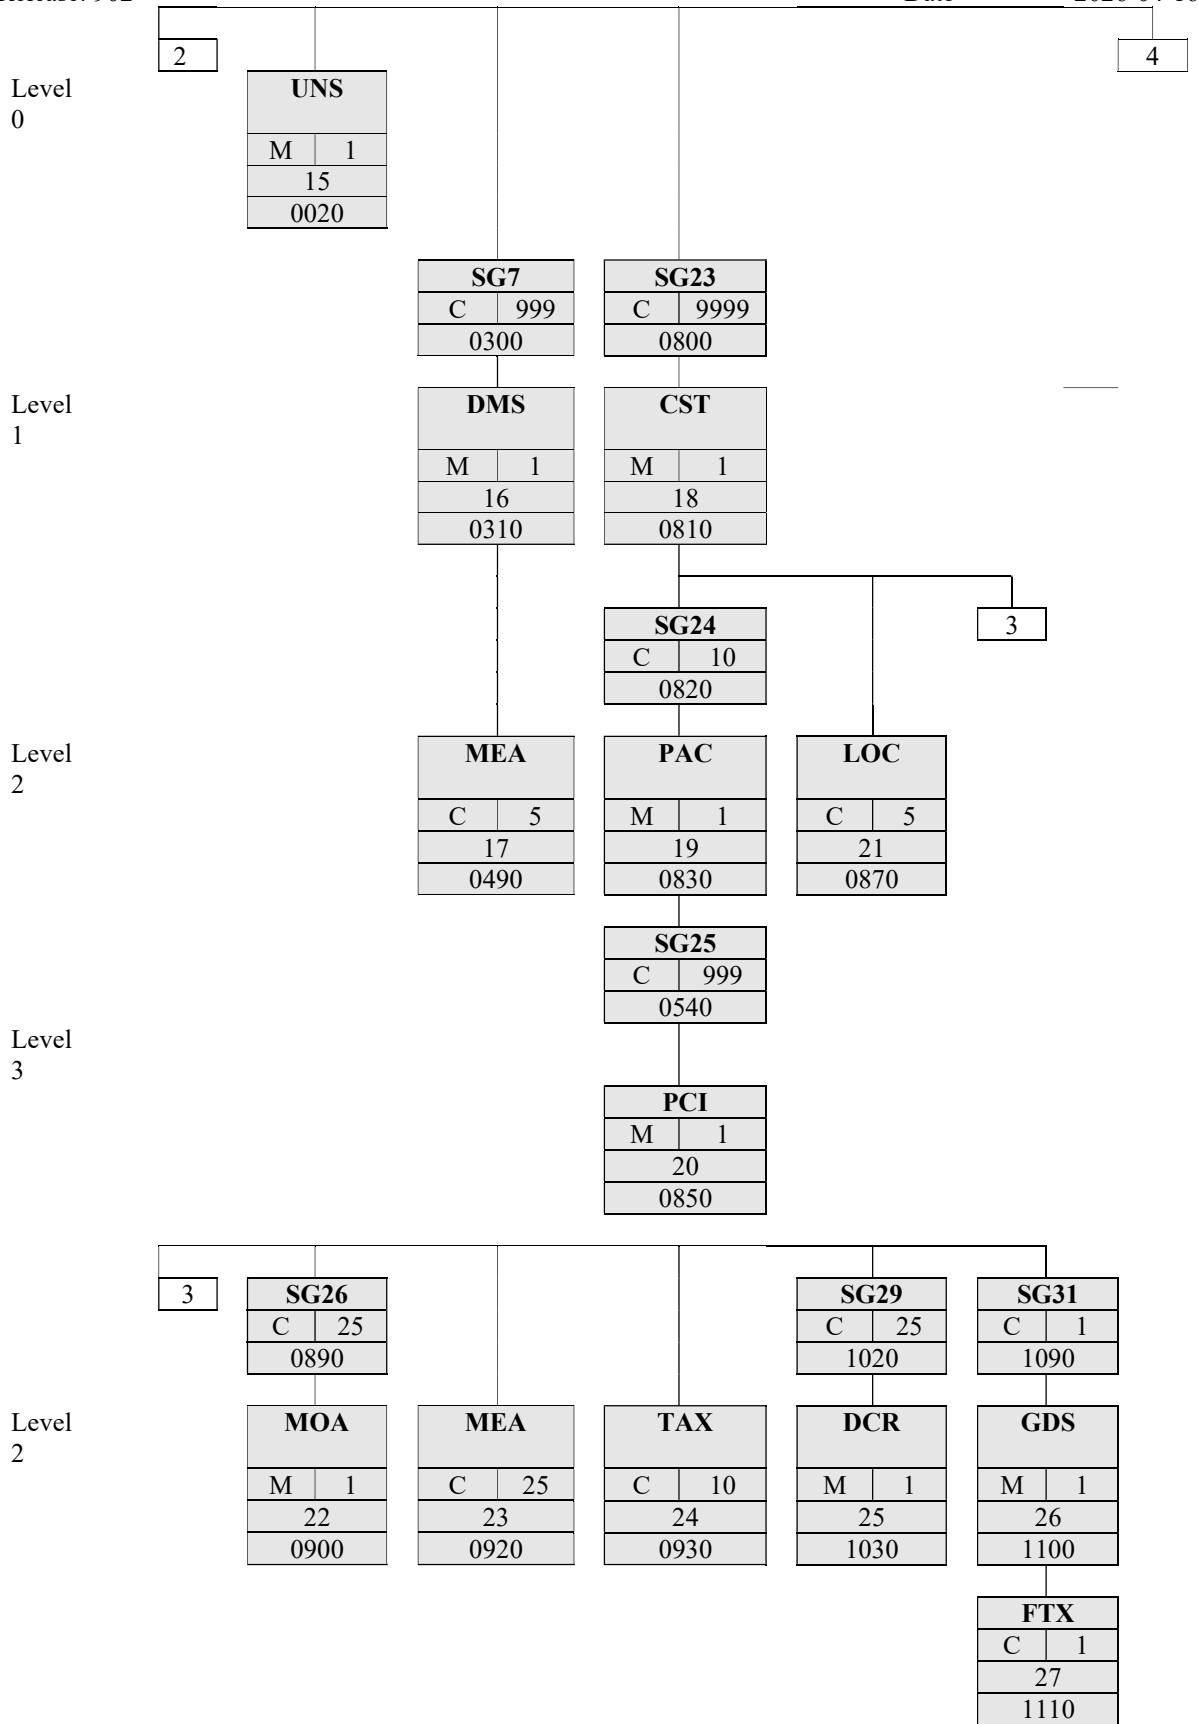 2 4
Level
0
UNS
M 1
15
0020
SG7 SG23
C 999 C 9999
0300 0800
Level
1
DMS CST
M 1 M 1
16 18
0310 0810
SG24 3
C 10
0820
Level
2
MEA PAC LOC
C 5 M 1 C 5
17 19 21
0490 0830 0870
SG25
C 999
0540
Level
3
PCI
M 1
20
0850
3 SG26 SG29 SG31
C 25 C 25 C 1
0890 1020 1090
Level
2
MOA MEA TAX DCR GDS
M 1 C 25 C 10 M 1 M 1
22 23 24 25 26
0900 0920 0930 1030 1100
FTX
C 1
27
1110